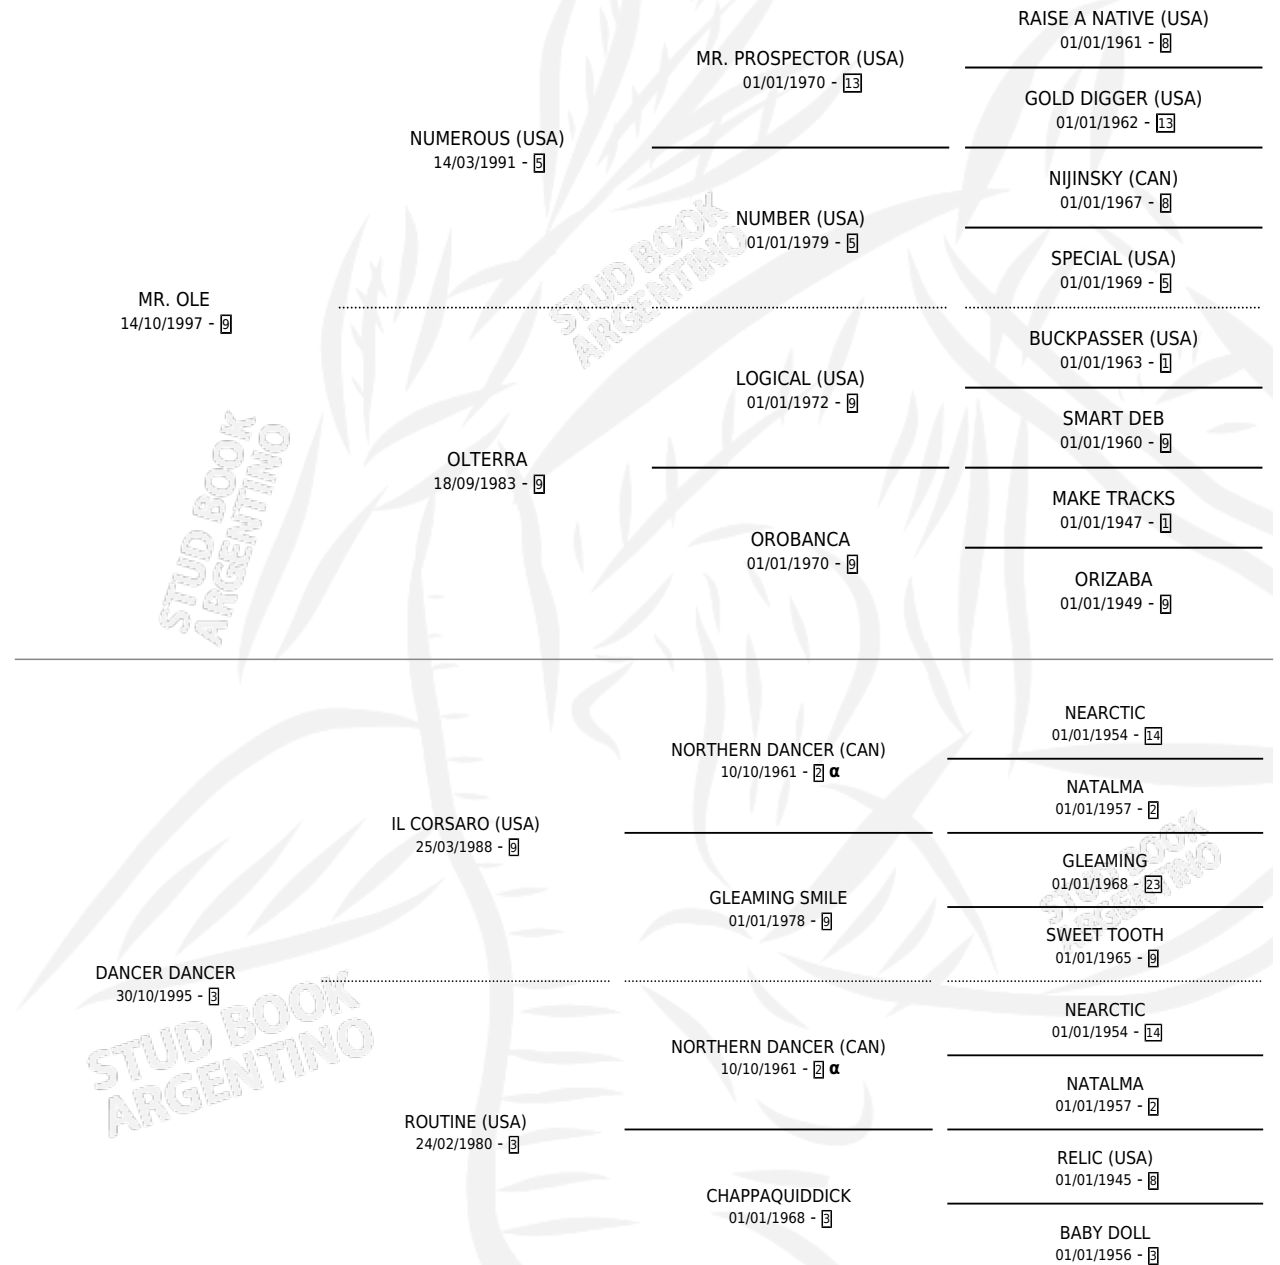 RAISE A NATIVE (USA)
01/01/1961 - 8
MR. PROSPECTOR (USA)
01/01/1970 - 13
GOLD DIGGER (USA)
01/01/1962 - 13
NUMEROUS (USA)
14/03/1991 - 5
NIJINSKY (CAN)
01/01/1967 - 8
NUMBER (USA)
01/01/1979 - 5
SPECIAL (USA)
01/01/1969 - 5
MR. OLE
14/10/1997 - 9
BUCKPASSER (USA)
01/01/1963 - 1
LOGICAL (USA)
01/01/1972 - 9
SMART DEB
01/01/1960 - 9
OLTERRA
18/09/1983 - 9
MAKE TRACKS
01/01/1947 - 1
OROBANCA
01/01/1970 - 9
ORIZABA
01/01/1949 - 9
STUD BOOK
ARGENTINO
STUD BOOK
ARGENTINO
NEARCTIC
01/01/1954 - 14
NORTHERN DANCER (CAN)
10/10/1961 - 2 α
NATALMA
01/01/1957 - 2
IL CORSARO (USA)
25/03/1988 - 9
GLEAMING
01/01/1968 - 23
GLEAMING SMILE
01/01/1978 - 9
SWEET TOOTH
01/01/1965 - 9
STUD BOOK
ARGENTINO
DANCER DANCER
30/10/1995 - 3
NEARCTIC
01/01/1954 - 14
NORTHERN DANCER (CAN)
10/10/1961 - 2 α
NATALMA
01/01/1957 - 2
STUD BOOK
ARGENTINO
ROUTINE (USA)
24/02/1980 - 3
RELIC (USA)
01/01/1945 - 8
CHAPPAQUIDDICK
01/01/1968 - 3
BABY DOLL
01/01/1956 - 3